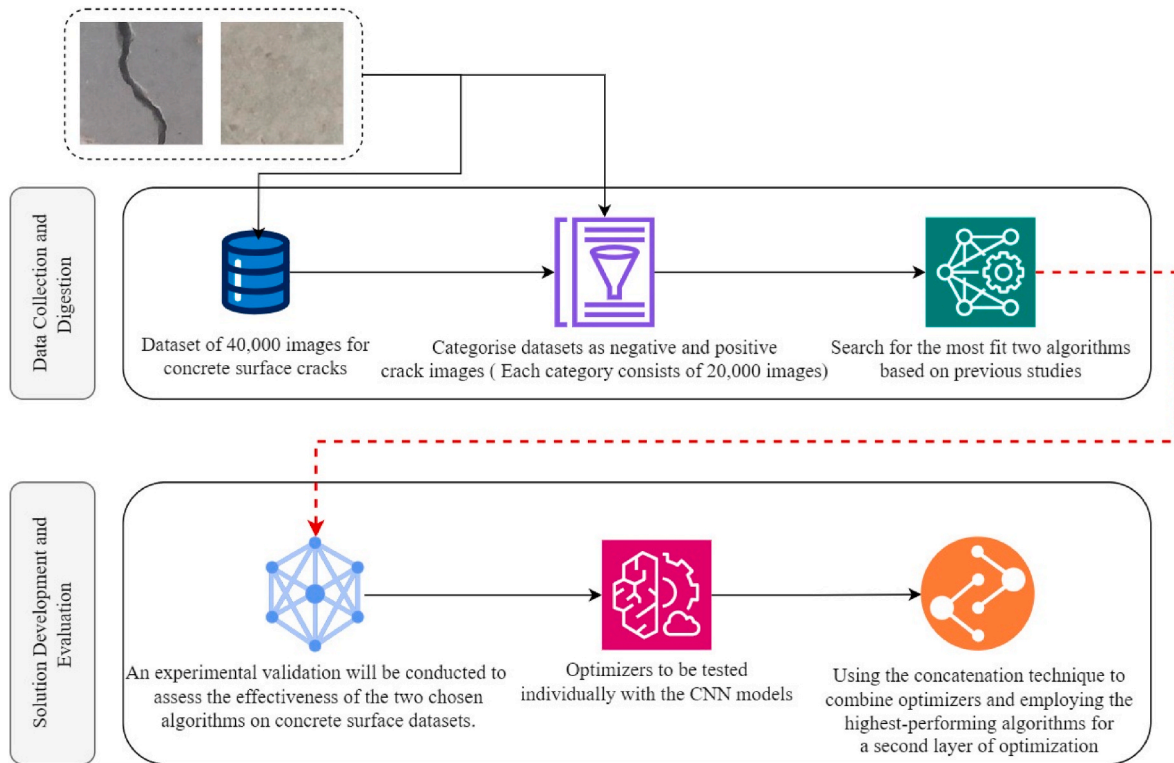 Data Collection and
Digestion
Dataset of 40,000 images for
concrete surface cracks
Categorise datasets as negative and positive
crack images ( Each category consists of 20,000 images)
Search for the most fit two algorithms
based on previous studies
Solution Development and
Evaluation
An experimental validation will be conducted to
assess the effectiveness of the two chosen
algorithms on concrete surface datasets.
Optimizers to be tested
individually with the CNN models
Using the concatenation technique to
combine optimizers and employing the
highest-performing algorithms for
a second layer of optimization